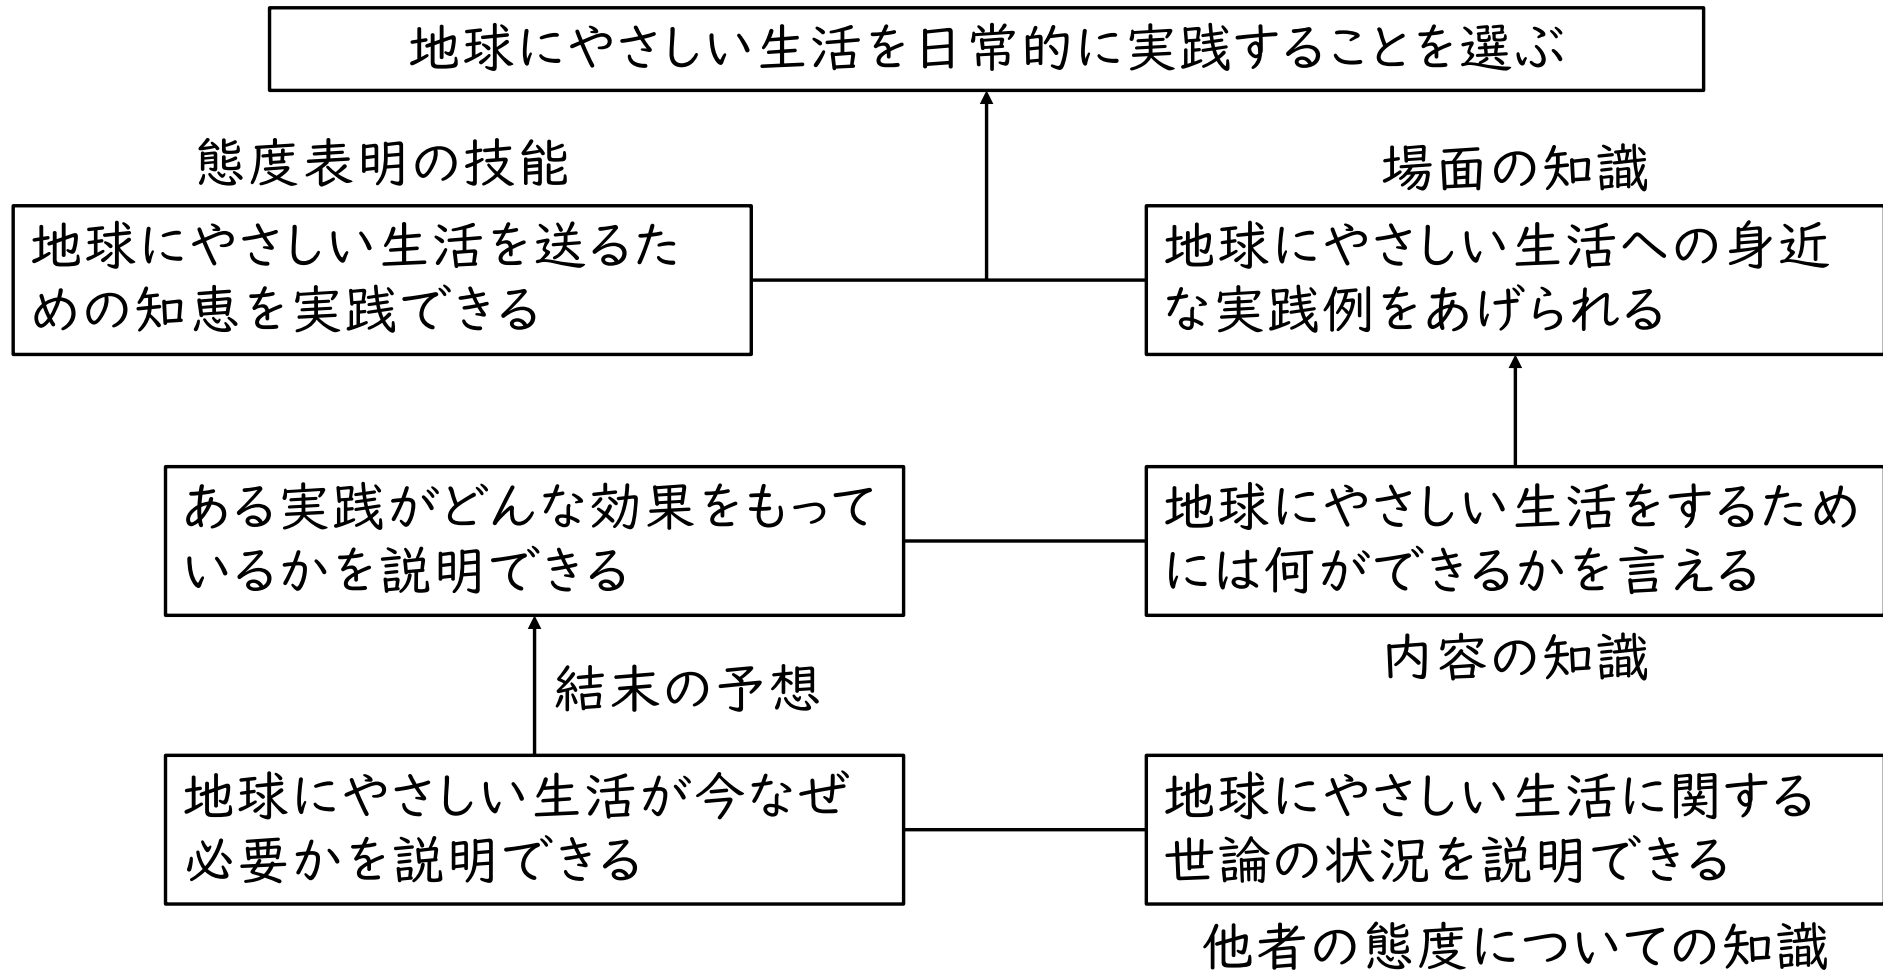 地球にやさしい生活を日常的に実践することを選ぶ
態度表明の技能
場面の知識
地球にやさしい生活を送るた
めの知恵を実践できる
地球にやさしい生活への身近
な実践例をあげられる
ある実践がどんな効果をもって
いるかを説明できる
地球にやさしい生活をするため
には何ができるかを言える
内容の知識
結末の予想
地球にやさしい生活が今なぜ
必要かを説明できる
地球にやさしい生活に関する
世論の状況を説明できる
他者の態度についての知識